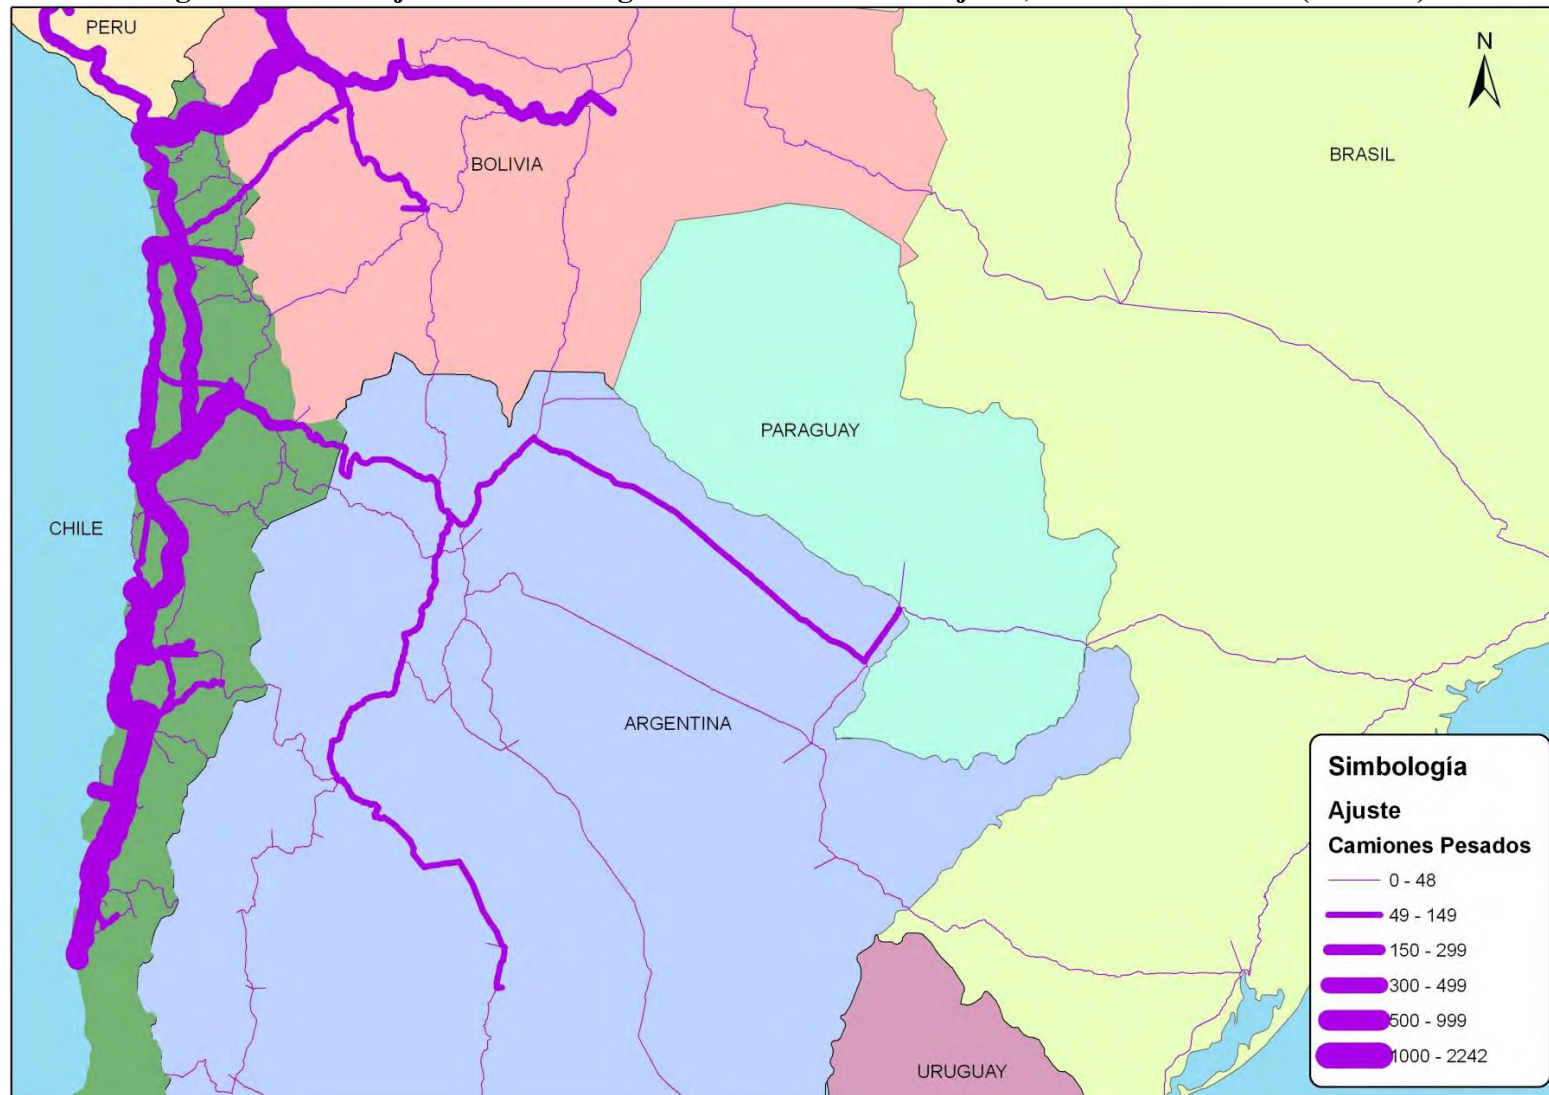 PERU
N
BOLIVIA
BRASIL
PARAGUAY
CHILE
ARGENTINA
URUGUAY
Simbología
Ajuste
Camiones Pesados
0 - 48
49 - 149
150 - 299
300 - 499
500 - 999
1000 - 2242